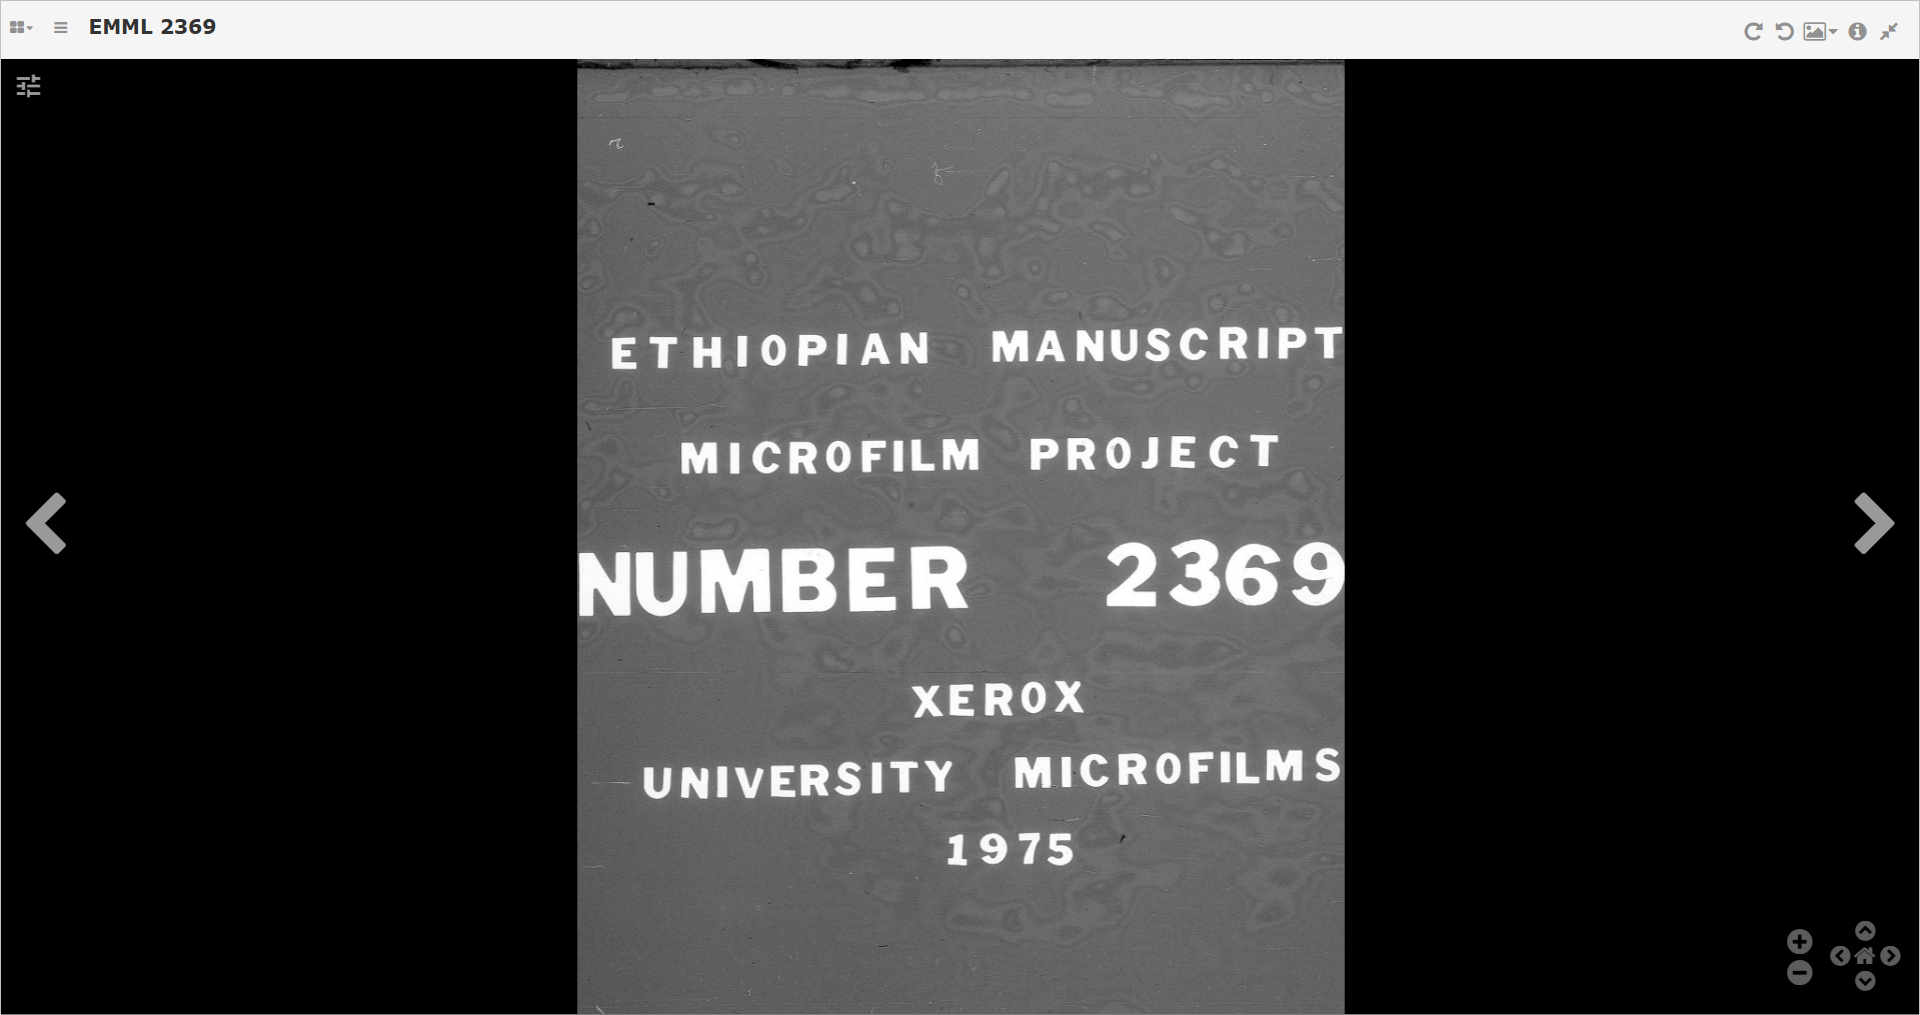 EMML 2369
ETHIOPIAN MANUSCRIPT
MICROFILM PROJECT
NUMBER 2369
XEROX
UNIVERSITY MICROFILMS
1975